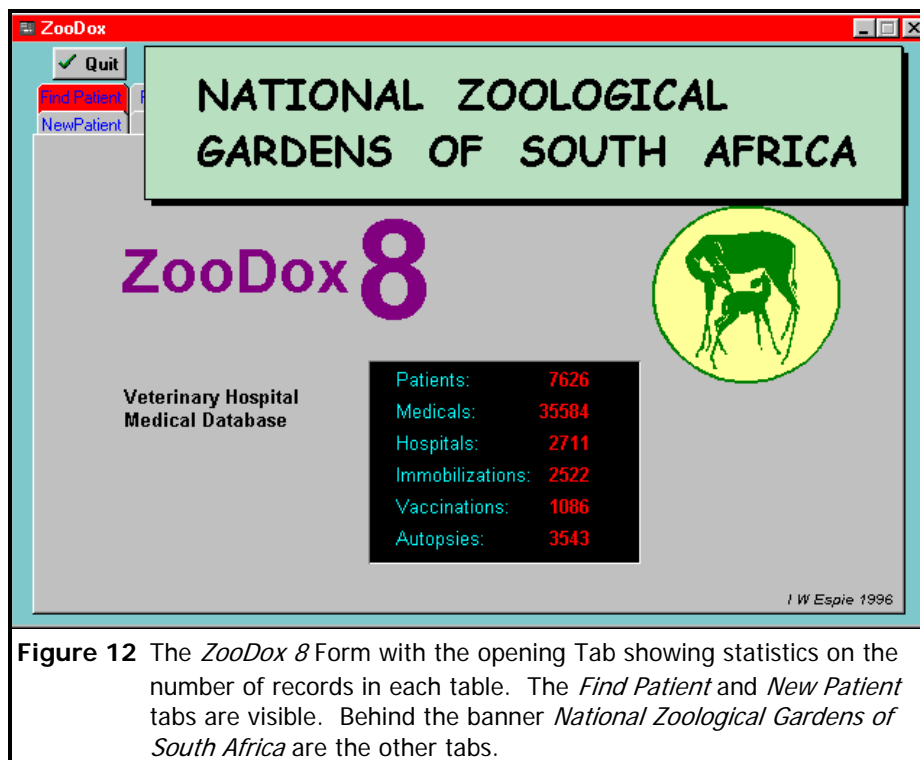 ZooDox
Quit
Find Patient
NewPatient
NATIONAL ZOOLOGICAL
GARDENS OF SOUTH AFRICA
ZooDox 8
Veterinary Hospital
Medical Database
Patients: 7626
Medicals: 35584
Hospitals: 2711
Immobilizations: 2522
Vaccinations: 1086
Autopsies: 3543
I W Espie 1996
Figure 12 The ZooDox 8 Form with the opening Tab showing statistics on the
number of records in each table. The Find Patient and New Patient
tabs are visible. Behind the banner National Zoological Gardens of
South Africa are the other tabs.